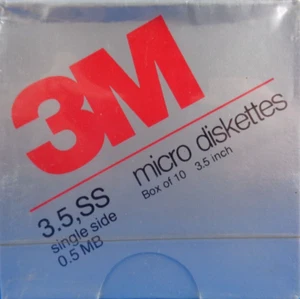 3M
micro diskettes
Box of 10 3.5 inch
3.5,SS
single side
0.5 MB